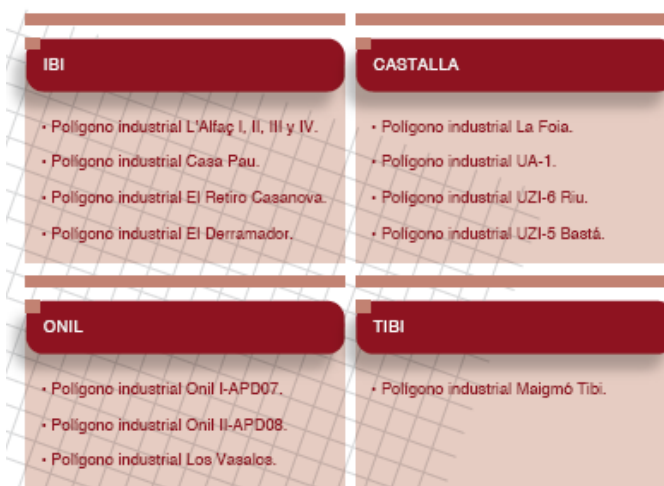 IBI
· Polígono industrial L'Alfaç I, II, III y IV.
· Polígono industrial Casa Pau.
· Polígono industrial El Retiro Casanova.
· Polígono industrial El Derramador.
CASTALLA
· Polígono industrial La Foia.
· Polígono industrial UA-1.
· Polígono industrial UZI-6 Riu.
· Polígono industrial UZI-5 Bastá.
ONIL
· Polígono industrial Onil I-APD07.
· Polígono industrial Onil II-APD08.
· Polígono industrial Los Vasalos.
TIBI
· Polígono industrial Maigmó Tibi.